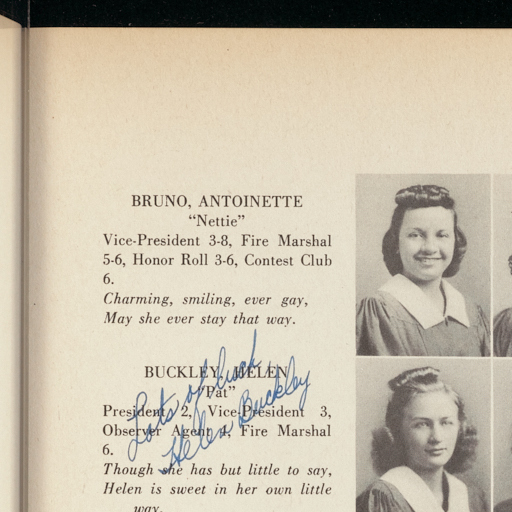 BRUNO, ANTOINETTE
“Nettie”
Vice-President 3-8, Fire Marshal
5-6, Honor Roll 3-6, Contest Club
6.
Charming, smiling, ever gay,
May she ever stay that way.
BUCKLEY, HELEN
“Pat”
President 2, Vice-President 3,
Observer Agent 4, Fire Marshal
6.
Though she has but little to say,
Helen is sweet in her own little
way.
Lots of luck
Helen Buckley